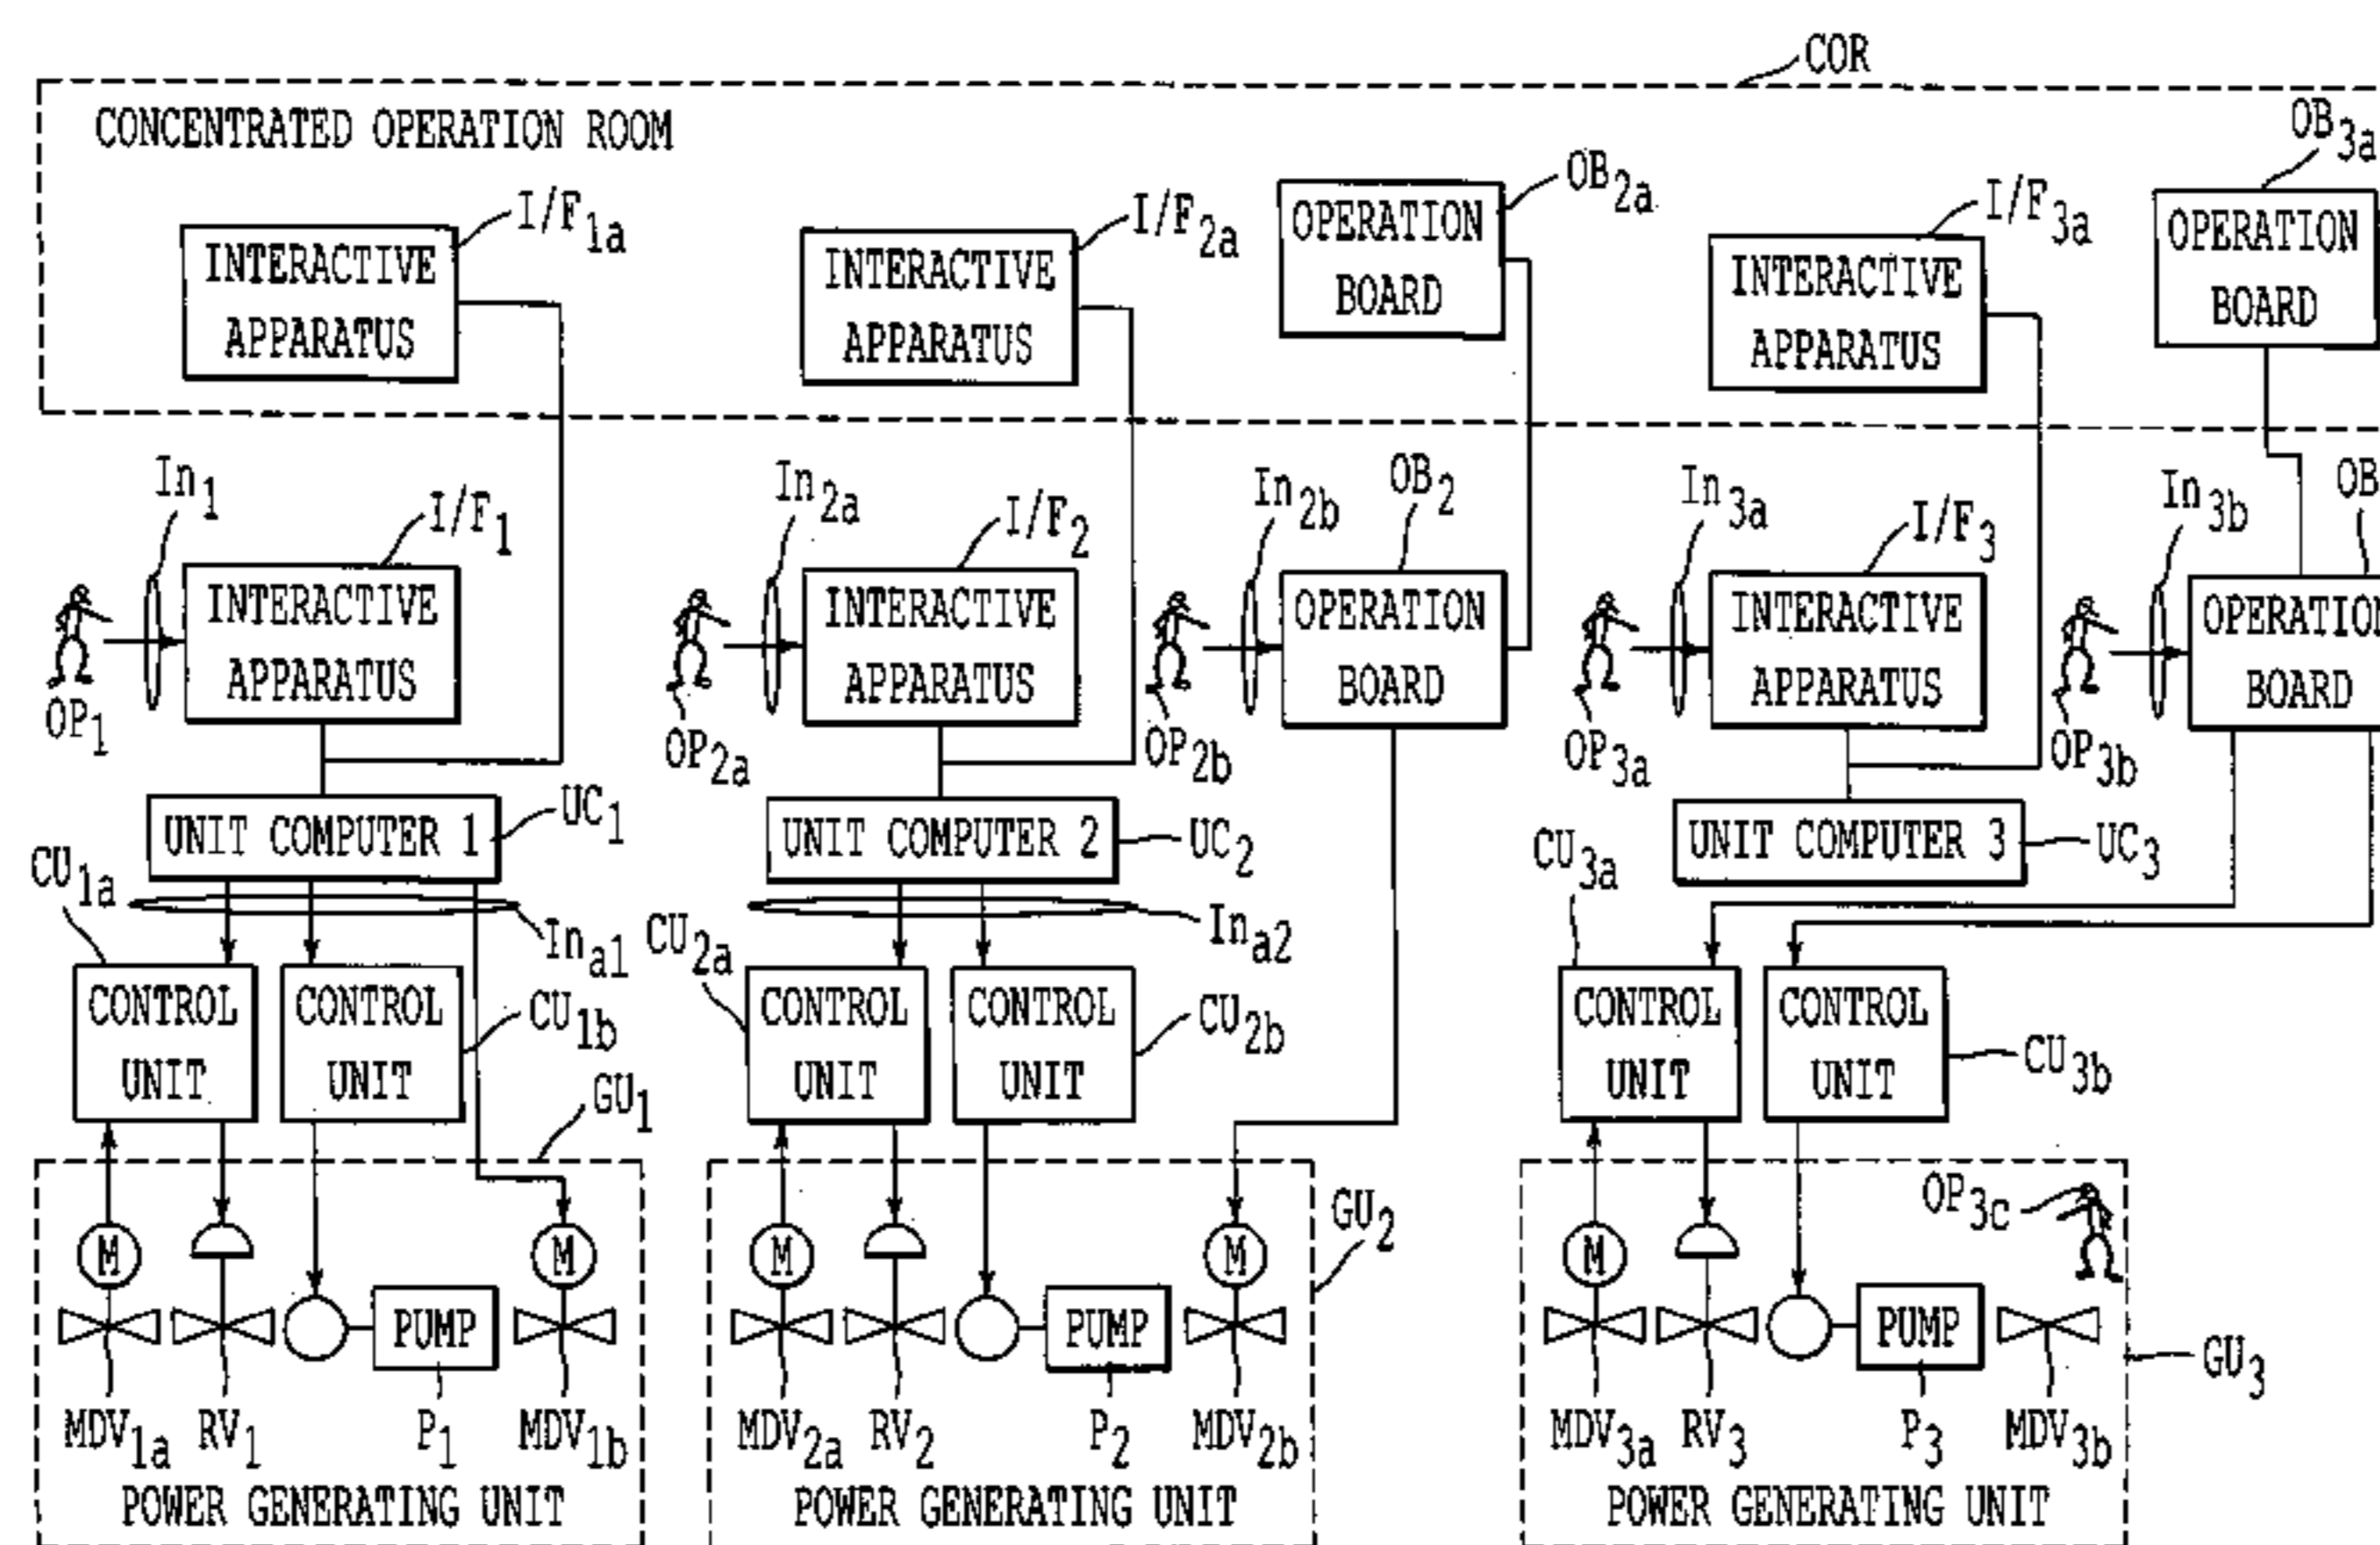 COR
CONCENTRATED OPERATION ROOM
OB3a
I/F1a
I/F2a
OB2a
I/F3a
INTERACTIVE
APPARATUS
INTERACTIVE
APPARATUS
OPERATION
BOARD
INTERACTIVE
APPARATUS
OPERATION
BOARD
In1
I/F1
In2a
I/F2
In2b
OB2
In3a
I/F3
In3b
OB
INTERACTIVE
APPARATUS
INTERACTIVE
APPARATUS
OPERATION
BOARD
INTERACTIVE
APPARATUS
OPERATION
BOARD
OP1
OP2a
OP2b
OP3a
OP3b
UNIT COMPUTER 1
UC1
UNIT COMPUTER 2
UC2
UNIT COMPUTER 3
UC3
CU1a
Ina1
CU2a
Ina2
CU3a
CONTROL
UNIT
CONTROL
UNIT
CU1b
CONTROL
UNIT
CONTROL
UNIT
CU2b
CONTROL
UNIT
CONTROL
UNIT
CU3b
GU1
GU2
OP3c
M
M
M
M
M
PUMP
PUMP
PUMP
GU3
MDV1a
RV1
P1
MDV1b
MDV2a
RV2
P2
MDV2b
MDV3a
RV3
P3
MDV3b
POWER GENERATING UNIT
POWER GENERATING UNIT
POWER GENERATING UNIT